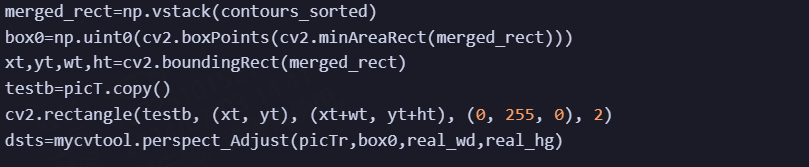 merged_rect=np.vstack(contours_sorted)
box0=np.uint0(cv2.boxPoints(cv2.minAreaRect(merged_rect)))
xt,yt,wt,ht=cv2.boundingRect(merged_rect)
testb=picT.copy()
cv2.rectangle(testb, (xt, yt), (xt+wt, yt+ht), (0, 255, 0), 2)
dsts=mycvtool.perspect_Adjust(picTr,box0,real_wd,real_hg)